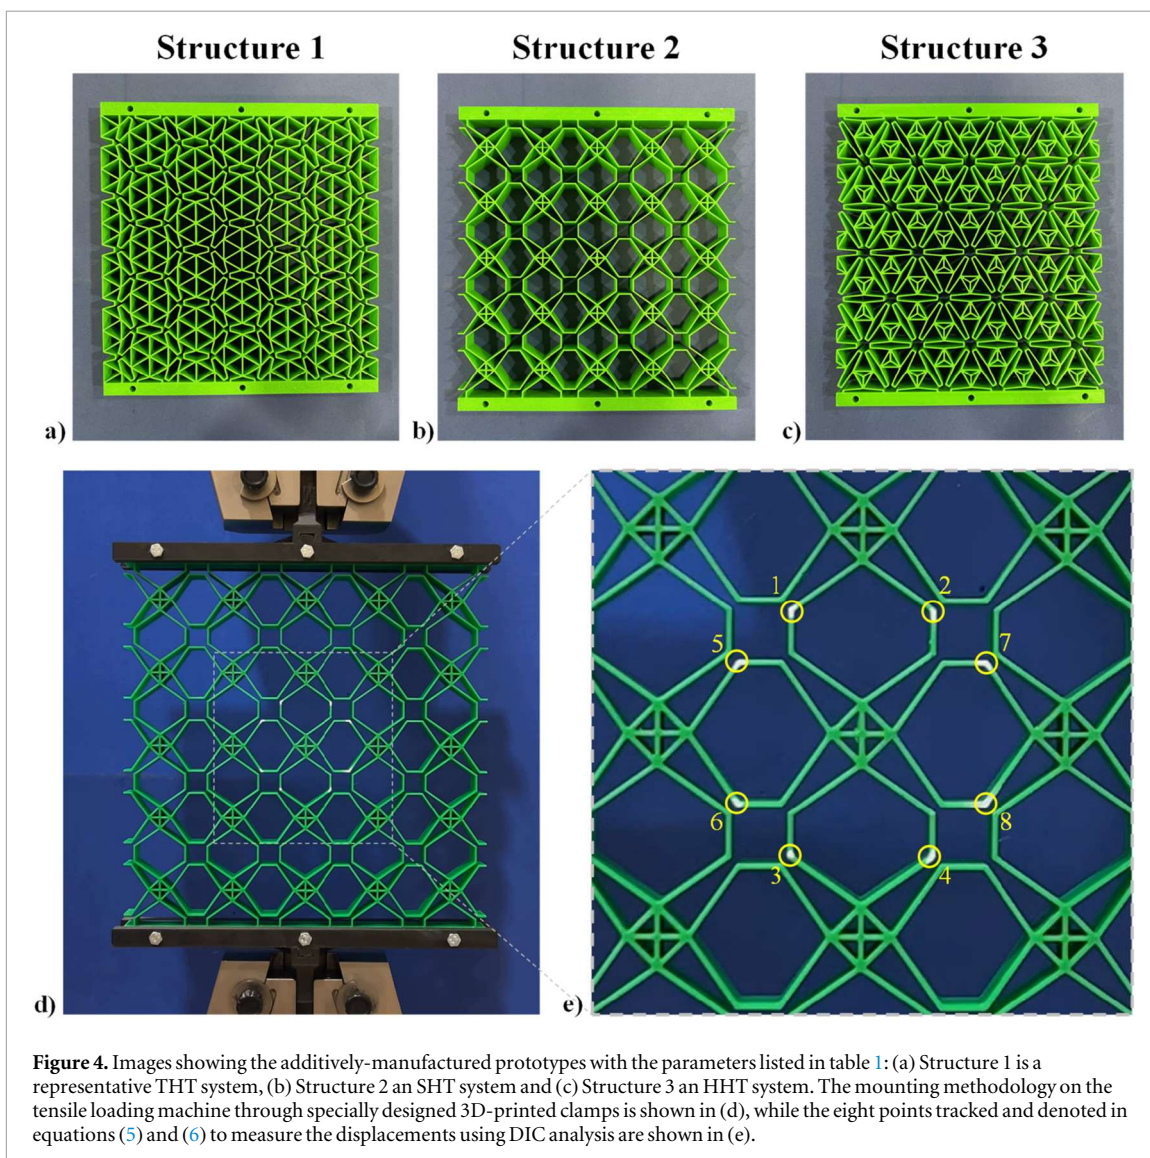 Structure 1
Structure 2
Structure 3
a)
b)
c)
d)
e)
1
2
5
7
6
8
3
4
Figure 4. Images showing the additively-manufactured prototypes with the parameters listed in table 1: (a) Structure 1 is a
representative THT system, (b) Structure 2 an SHT system and (c) Structure 3 an HHT system. The mounting methodology on the
tensile loading machine through specially designed 3D-printed clamps is shown in (d), while the eight points tracked and denoted in
equations (5) and (6) to measure the displacements using DIC analysis are shown in (e).